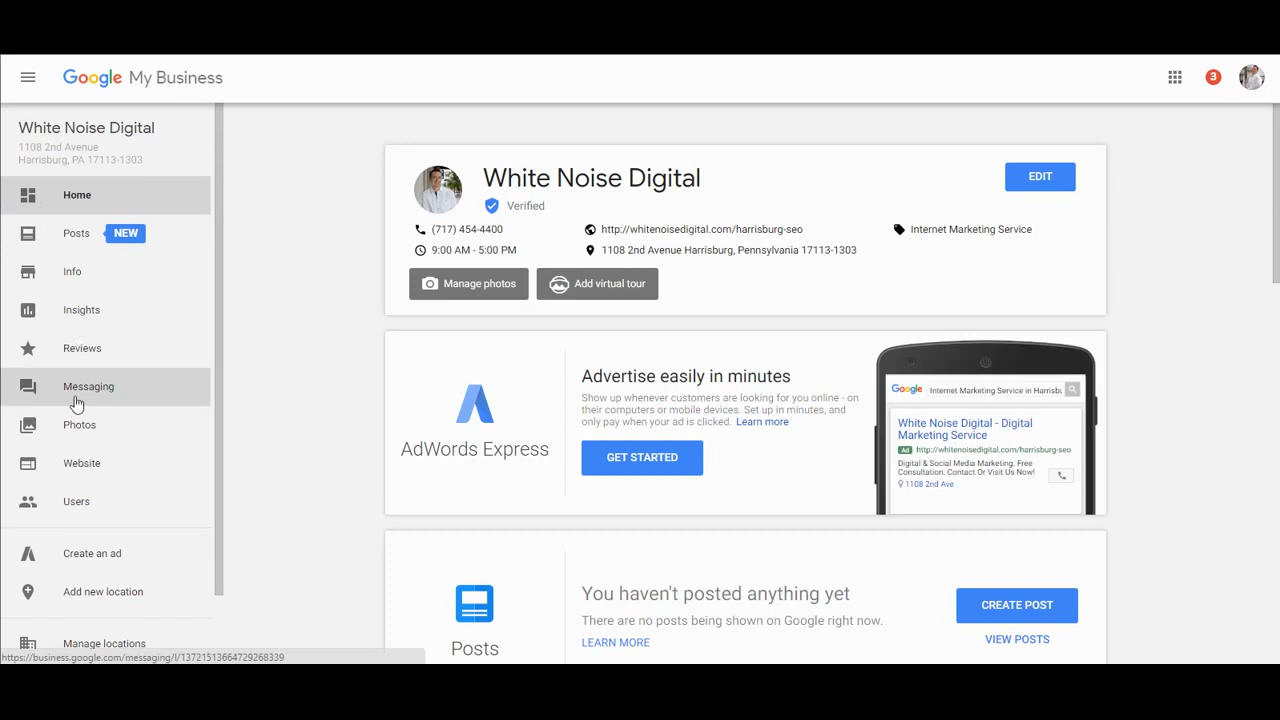 Google My Business
3
White Noise Digital
1108 2nd Avenue
Harrisburg, PA 17113-1303
Home
Posts NEW
Info
Insights
Reviews
Messaging
Photos
Website
Users
Create an ad
Add new location
Manage locations
https://business.google.com/messaging/l/13721513664729268339
White Noise Digital
EDIT
Verified
(717) 454-4400
http://whitenoisedigital.com/harrisburg-seo
Internet Marketing Service
9:00 AM - 5:00 PM
1108 2nd Avenue Harrisburg, Pennsylvania 17113-1303
Manage photos
Add virtual tour
AdWords Express
Advertise easily in minutes
Show up whenever customers are looking for you online - on
their computers or mobile devices. Set up in minutes, and
only pay when your ad is clicked. Learn more
GET STARTED
Google Internet Marketing Service in Harrisbu
White Noise Digital - Digital
Marketing Service
Ad http://whitenoisedigital.com/harrisburg-seo
Digital & Social Media Marketing. Free
Consultation. Contact Or Visit Us Now!
1108 2nd Ave
Posts
You haven't posted anything yet
There are no posts being shown on Google right now.
LEARN MORE
CREATE POST
VIEW POSTS